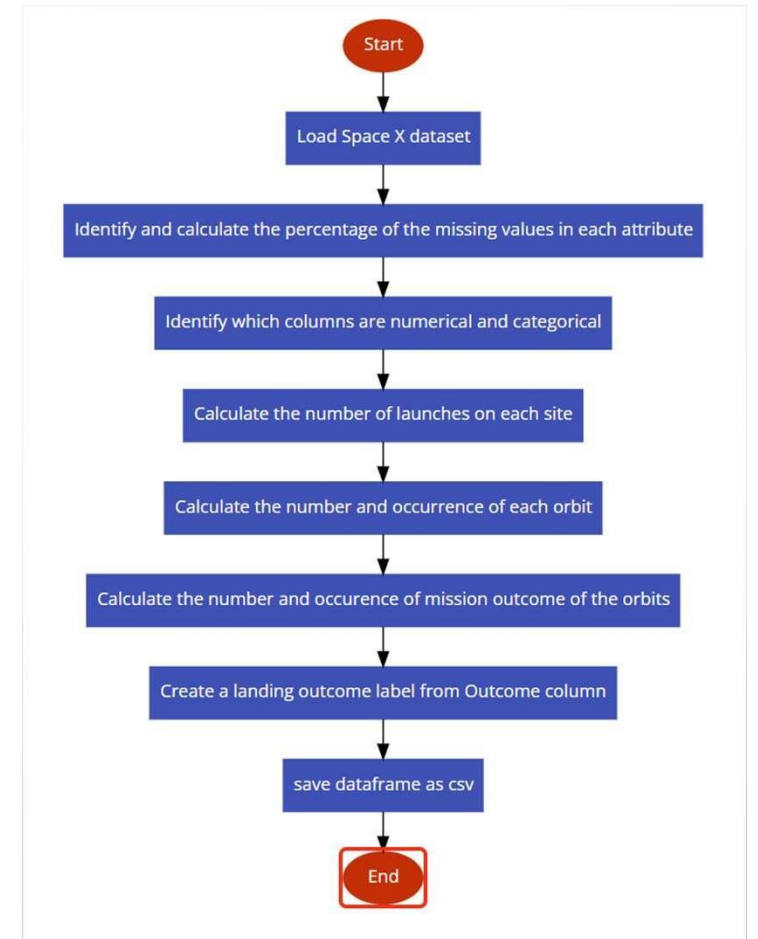 Start
Load Space X dataset
Identify and calculate the percentage of the missing values in each attribute
Identify which columns are numerical and categorical
Calculate the number of launches on each site
Calculate the number and occurrence of each orbit
Calculate the number and occurence of mission outcome of the orbits
Create a landing outcome label from Outcome column
save dataframe as csv
End